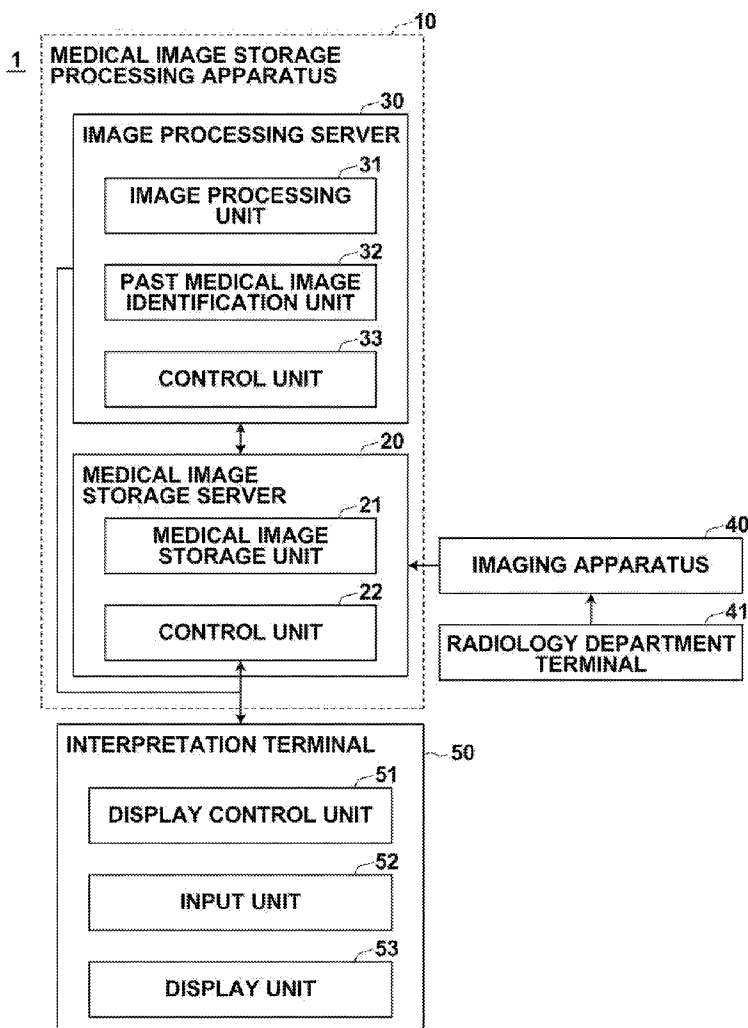 10
1
MEDICAL IMAGE STORAGE
PROCESSING APPARATUS
30
IMAGE PROCESSING SERVER
31
IMAGE PROCESSING
UNIT
32
PAST MEDICAL IMAGE
IDENTIFICATION UNIT
33
CONTROL UNIT
20
MEDICAL IMAGE
STORAGE SERVER
21
MEDICAL IMAGE
STORAGE UNIT
22
CONTROL UNIT
40
IMAGING APPARATUS
41
RADIOLOGY DEPARTMENT
TERMINAL
INTERPRETATION TERMINAL
50
51
DISPLAY CONTROL UNIT
52
INPUT UNIT
53
DISPLAY UNIT